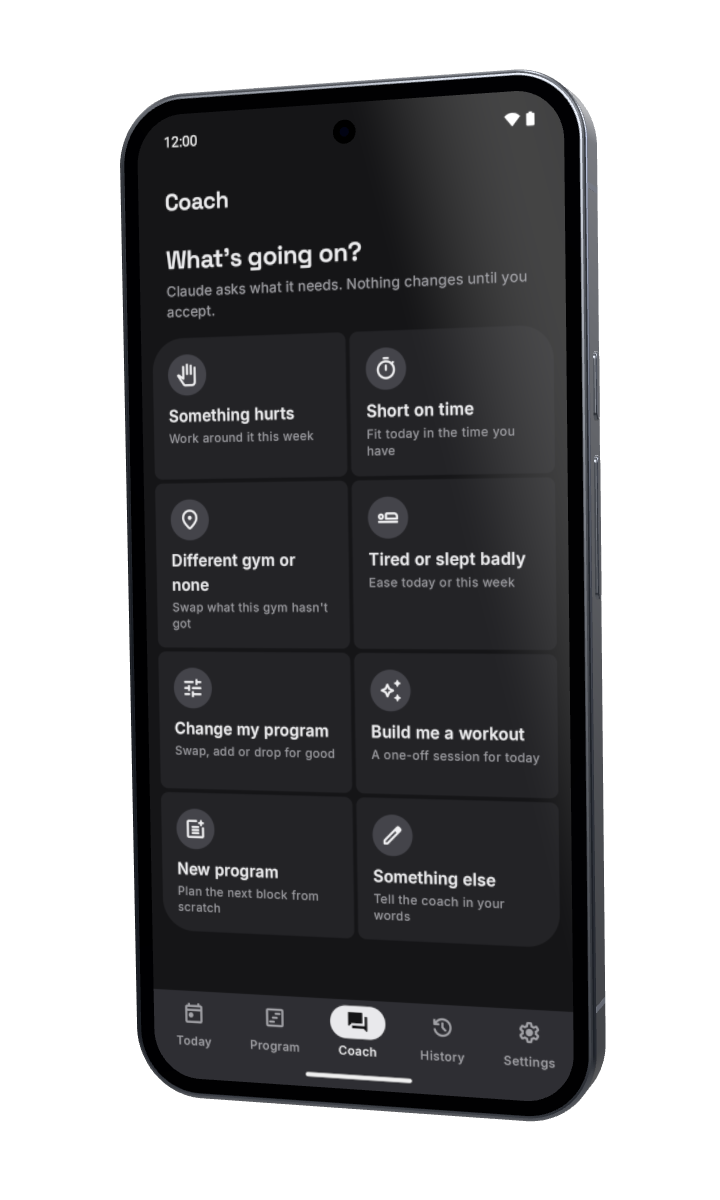 12:00
Coach
What's going on?
Claude asks what it needs. Nothing changes until you
accept.
Something hurts
Work around it this week
Short on time
Fit today in the time you
have
Different gym or
none
Swap what this gym hasn't
got
Tired or slept badly
Ease today or this week
Change my program
Swap, add or drop for good
Build me a workout
A one-off session for today
New program
Plan the next block from
scratch
Something else
Tell the coach in your
words
Today
Program
Coach
History
Settings